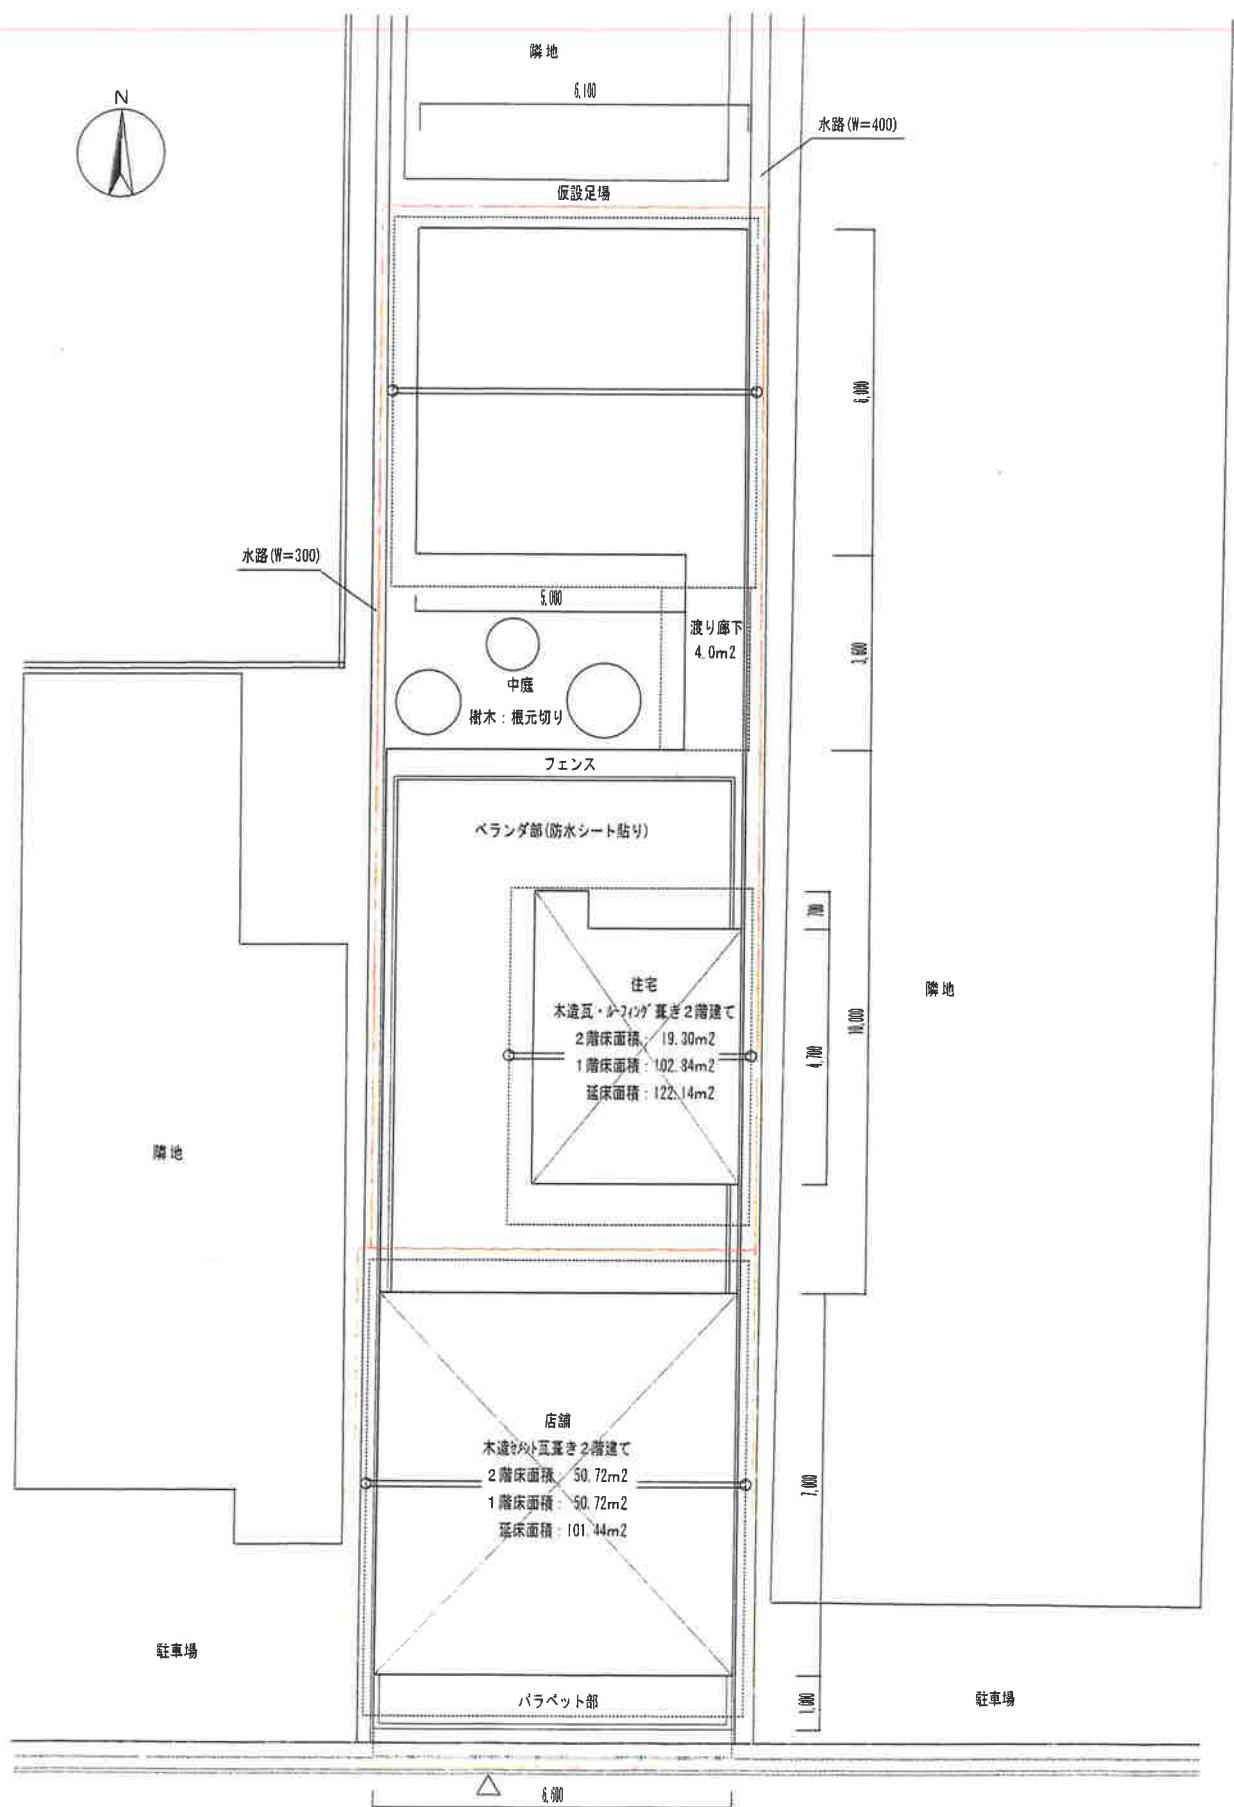 隣地
6,100
N
水路(W=400)
仮設足場
6,000
水路(W=300)
5,000
渡り廊下
4.0m2
3,600
中庭
樹木：根元切り
フェンス
ベランダ部(防水シート貼り)
700
住宅
木造瓦・ルーフィング葺き2階建て
2階床面積： 19.30m2
1階床面積：102.84m2
延床面積：122.14m2
4,700
10,000
隣地
隣地
店舗
木造セメント瓦葺き2階建て
2階床面積： 50.72m2
1階床面積： 50.72m2
延床面積：101.44m2
7,000
駐車場
パラペット部
1,000
駐車場
6,600